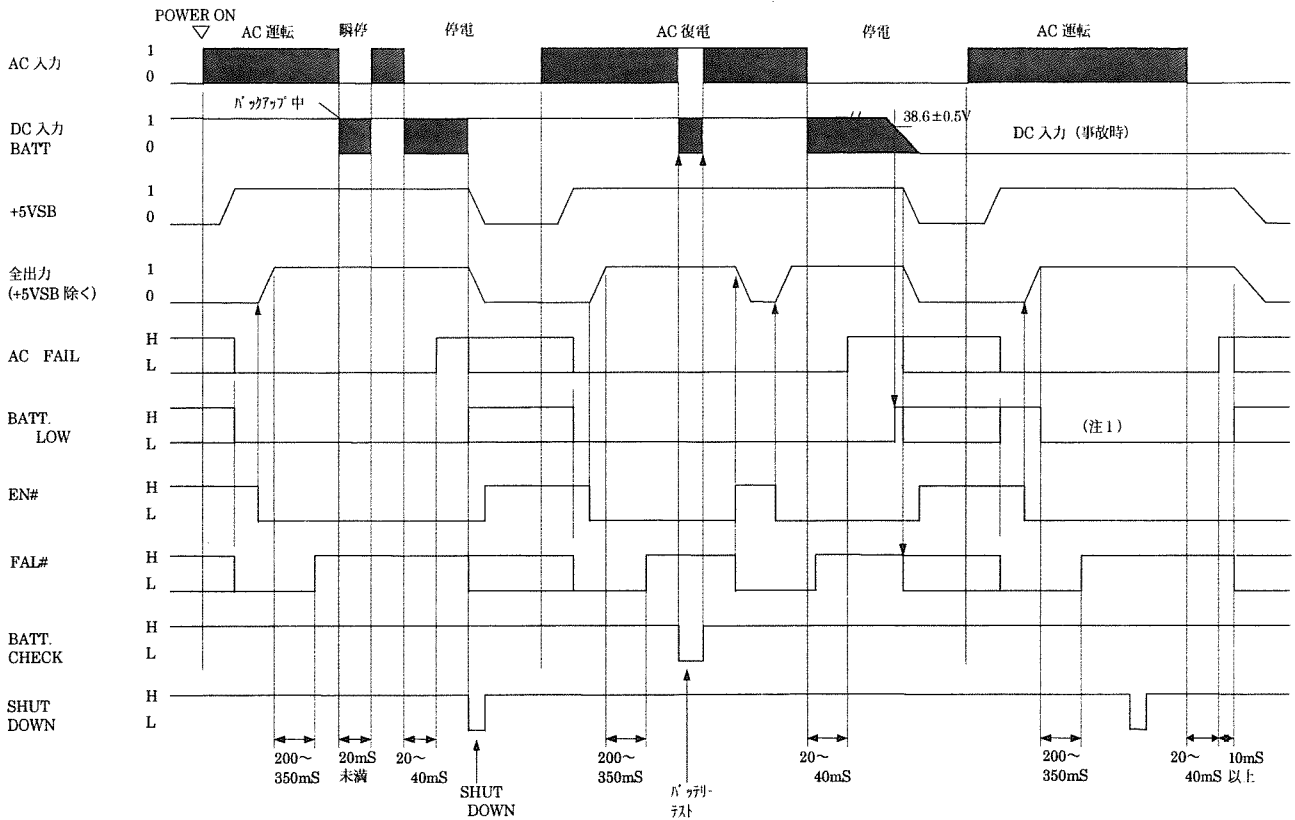 POWER ON
▽ AC 運転 瞬停 停電 AC 復電 停電 AC 運転
AC 入力 1
0
バックアップ中
DC 入力 1
BATT 0
38.6±0.5V
DC 入力 (事故時)
+5VSB 1
0
全出力 1
(+5VSB 除く) 0
AC FAIL H
L
BATT. H
LOW L
(注1)
EN# H
L
FAL# H
L
BATT. H
CHECK L
SHUT H
DOWN L
200～ 20mS 20～ 200～ 20～ 200～ 20～ 10mS
350mS 未満 40mS 350mS 40mS 350mS 40mS 以上
SHUT
DOWN
バッテリー
テスト